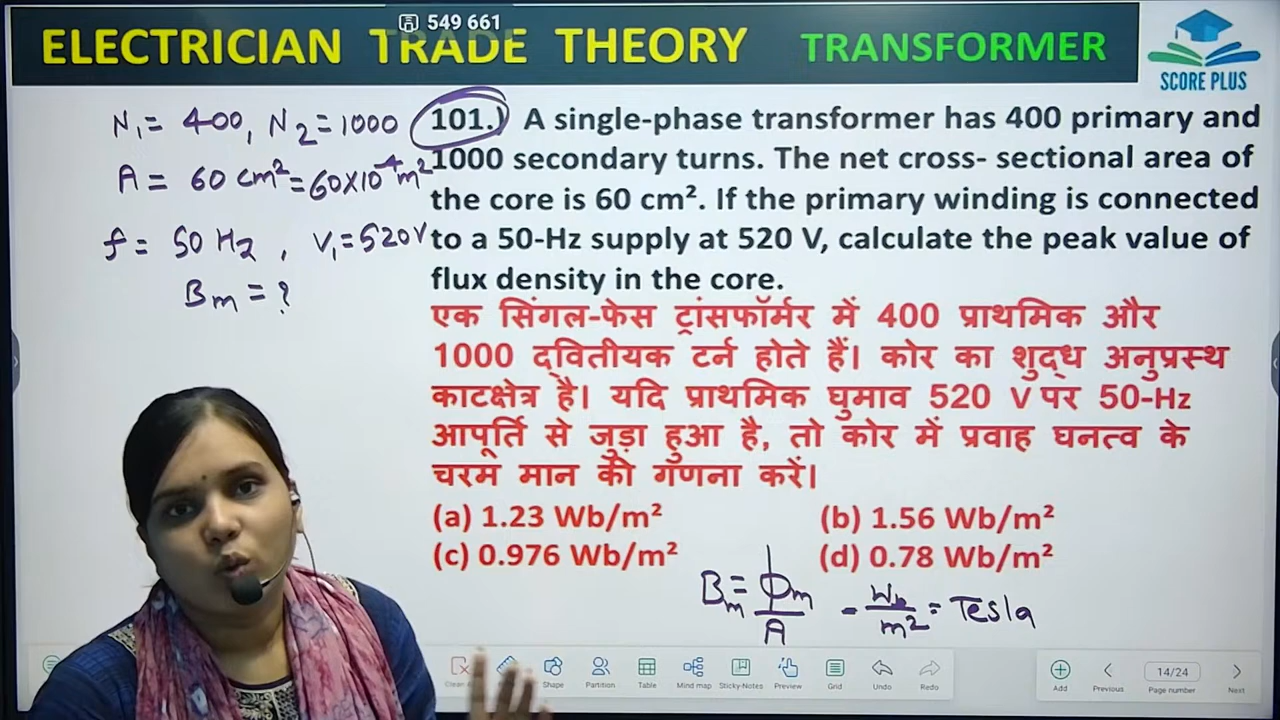 549 661
ELECTRICIAN TRADE THEORY TRANSFORMER
SCORE PLUS
N₁ = 400, N₂ = 1000
A = 60 cm² = 60×10⁻⁴ m²
f = 50 Hz, V₁ = 520V
Bm = ?
101.) A single-phase transformer has 400 primary and
1000 secondary turns. The net cross- sectional area of
the core is 60 cm². If the primary winding is connected
to a 50-Hz supply at 520 V, calculate the peak value of
flux density in the core.
एक सिंगल-फेस ट्रांसफॉर्मर में 400 प्राथमिक और
1000 द्वितीयक टर्न होते हैं। कोर का शुद्ध अनुप्रस्थ
काटक्षेत्र है। यदि प्राथमिक घुमाव 520 V पर 50-Hz
आपूर्ति से जुड़ा हुआ है, तो कोर में प्रवाह घनत्व के
चरम मान की गणना करें।
(a) 1.23 Wb/m² (b) 1.56 Wb/m²
(c) 0.976 Wb/m² (d) 0.78 Wb/m²
Bm = ϕm / A = Wb / m² = Tesla
Shape Partition Table Mind map Sticky-Notes Preview Grid Undo Redo
Add Previous 14/24 Page number Next